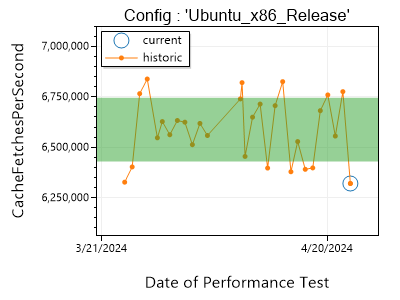 Config : 'Ubuntu_x86_Release'
7,000,000
6,750,000
6,500,000
6,250,000
CacheFetchesPerSecond
current
historic
3/21/2024
4/20/2024
Date of Performance Test